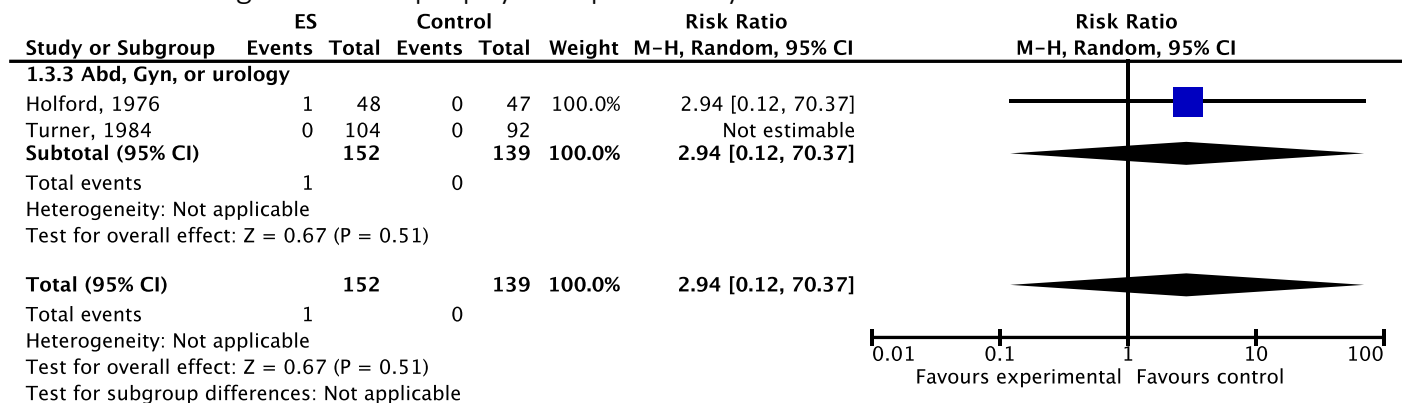 ES Control Risk Ratio Risk Ratio
Study or Subgroup Events Total Events Total Weight M-H, Random, 95% CI M-H, Random, 95% CI
1.3.3 Abd, Gyn, or urology
Holford, 1976 1 48 0 47 100.0% 2.94 [0.12, 70.37]
Turner, 1984 0 104 0 92 Not estimable
Subtotal (95% CI) 152 139 100.0% 2.94 [0.12, 70.37]
Total events 1 0
Heterogeneity: Not applicable
Test for overall effect: Z = 0.67 (P = 0.51)
Total (95% CI) 152 139 100.0% 2.94 [0.12, 70.37]
Total events 1 0
Heterogeneity: Not applicable
Test for overall effect: Z = 0.67 (P = 0.51)
Test for subgroup differences: Not applicable
0.01 0.1 1 10 100
Favours experimental Favours control